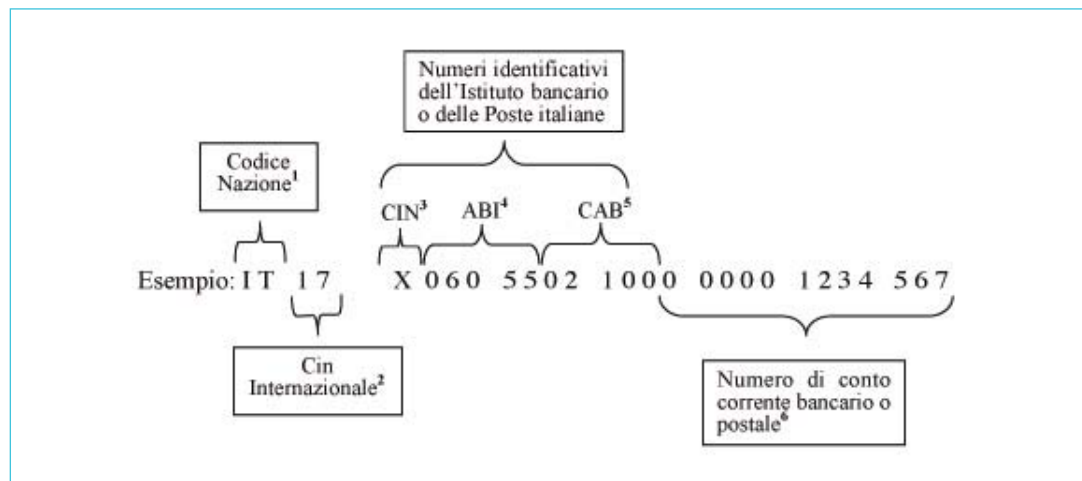 Numeri identificativi
dell'Istituto bancario
o delle Poste italiane
Codice
Nazione1
CIN3 ABI4 CAB5
Esempio: I T 1 7 X 0 6 0 5 5 0 2 1 0 0 0 0 0 0 0 1 2 3 4 5 6 7
Cin
Internazionale2
Numero di conto
corrente bancario o
postale6